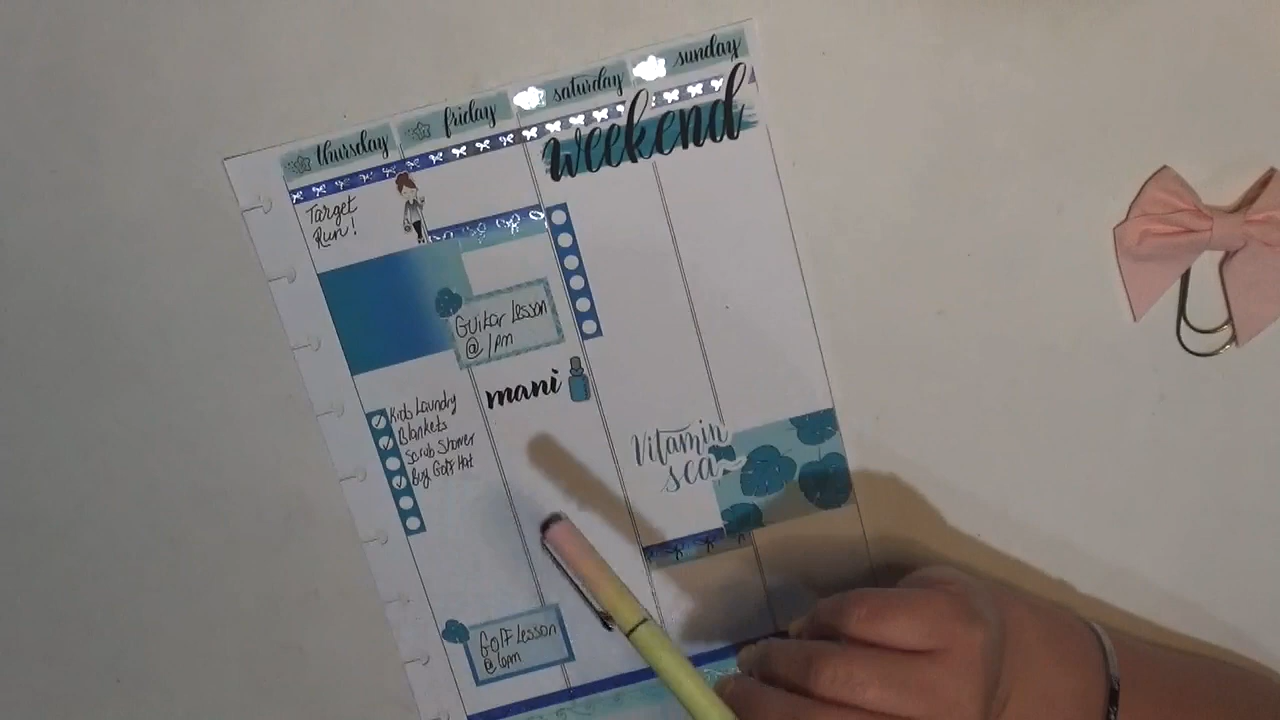 thursday
friday
saturday
sunday
weekend
Target
Run!
Guitar Lesson
@ 1pm
mani
Kids Laundry
Blankets
Scrub Shower
Buy Golf Hat
Vitamin
sea
Golf Lesson
@ 6pm